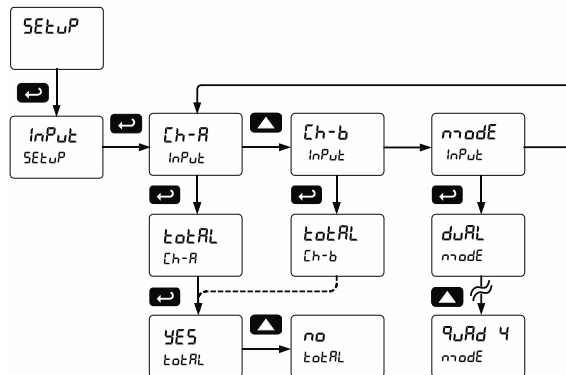 SEtuP
InPut
SEtuP
Ch-A
InPut
Ch-b
InPut
modE
InPut
totAL
Ch-A
totAL
Ch-b
duAL
modE
YES
totAL
no
totAL
quAd 4
modE